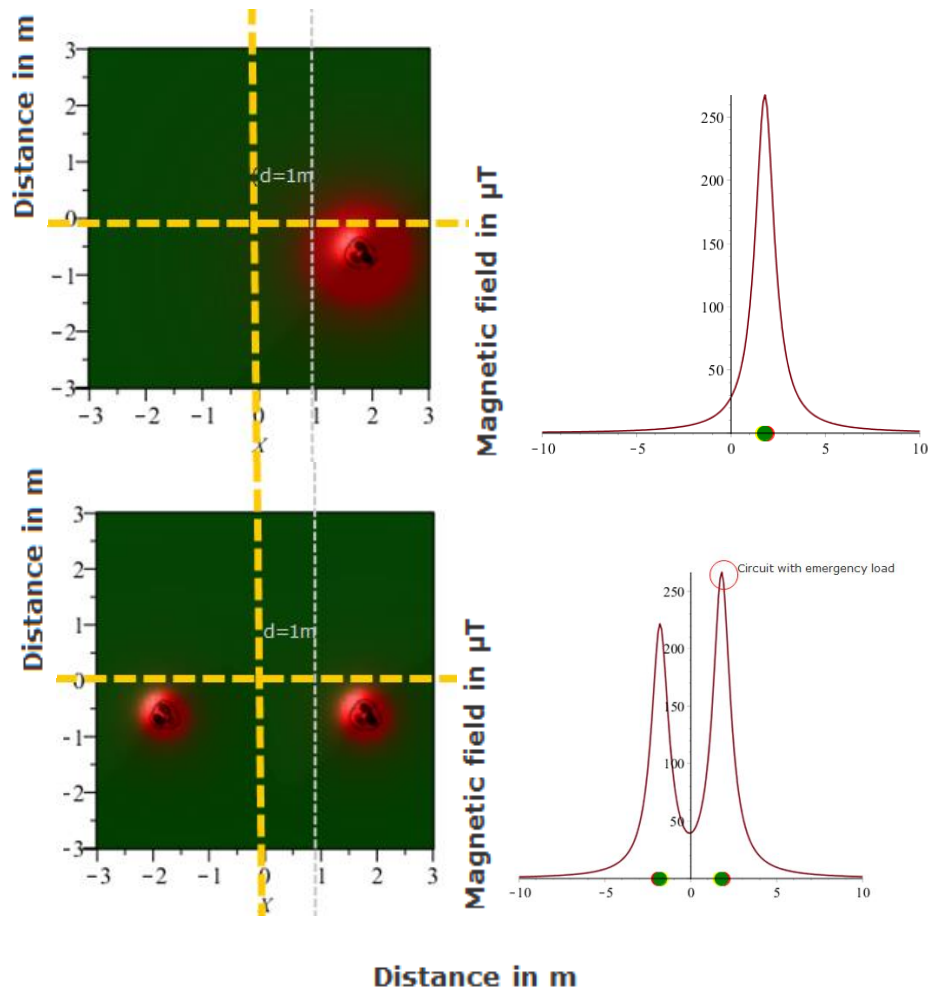 Distance in m
3
2
1
0
-1
-2
-3
(d=1m
-3 -2 -1 0 1 2 3
X
Magnetic field in μT
250
200
150
100
50
-10 -5 0 5 10
Distance in m
3
2
1
0
-1
-2
-3
d=1m
-3 -2 -1 0 1 2 3
X
Magnetic field in μT
Circuit with emergency load
250
200
150
100
50
-10 -5 0 5 10
Distance in m